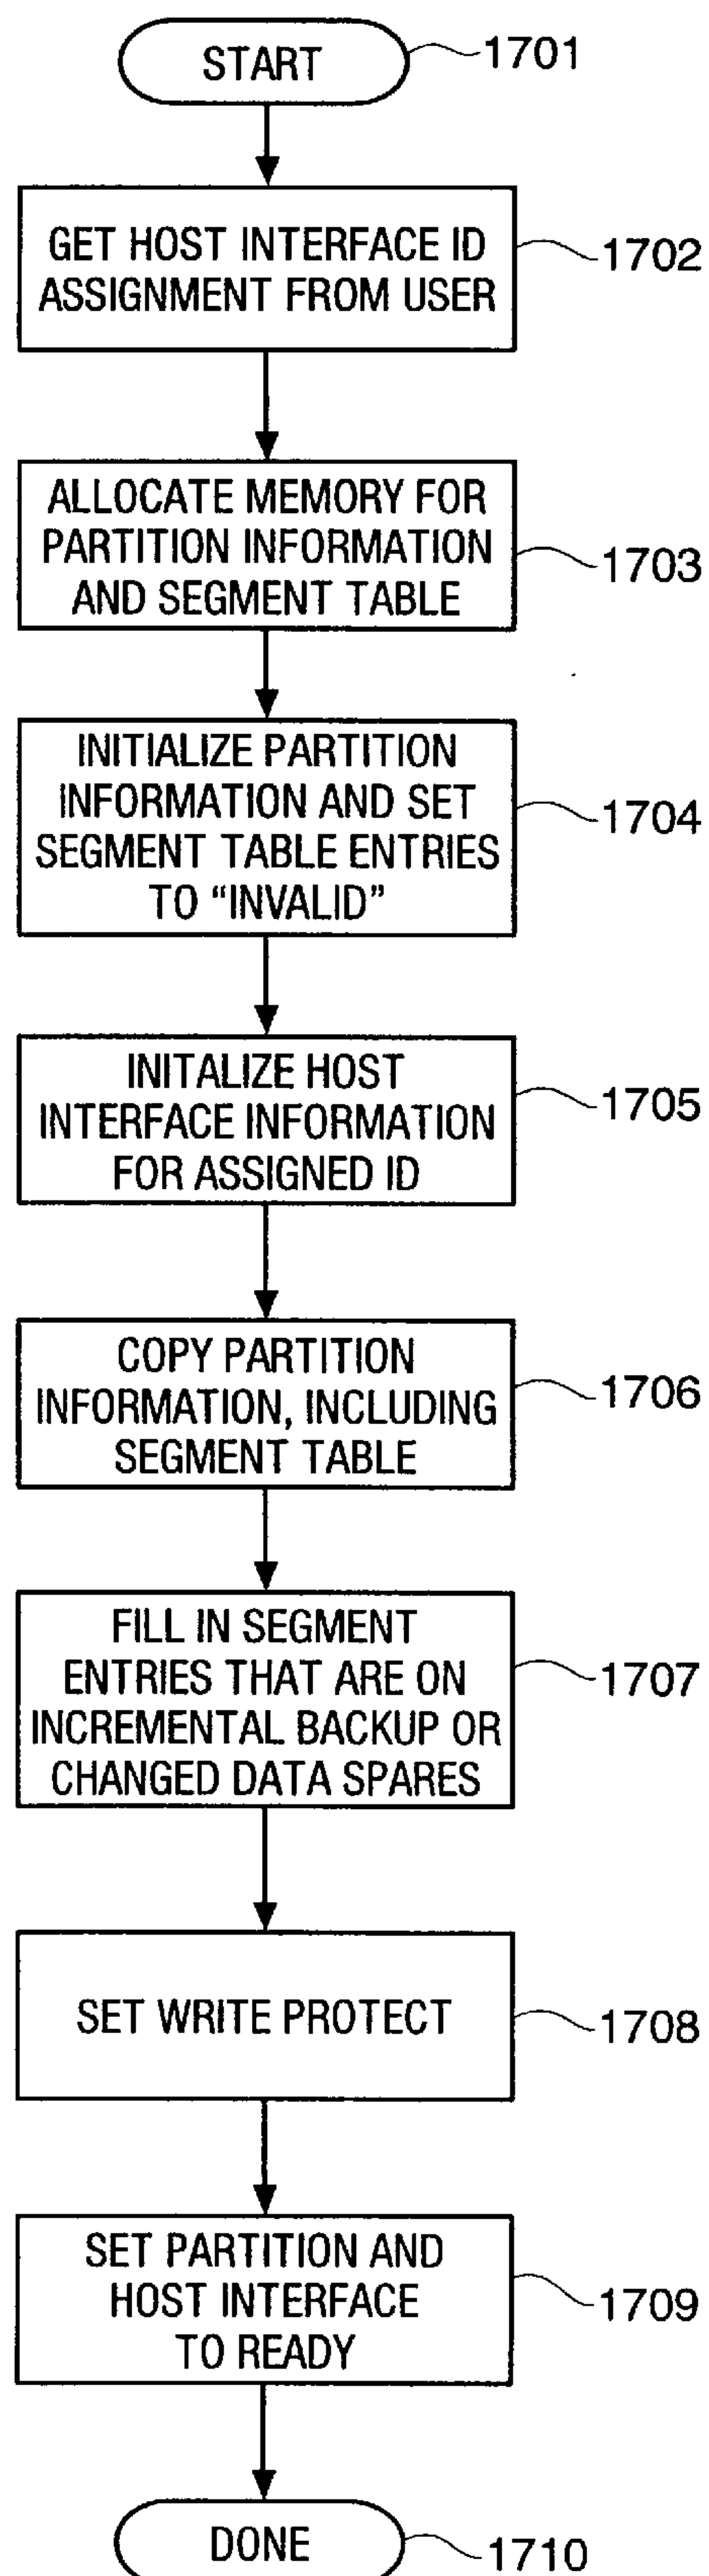 START
1701
GET HOST INTERFACE ID
ASSIGNMENT FROM USER
1702
ALLOCATE MEMORY FOR
PARTITION INFORMATION
AND SEGMENT TABLE
1703
INITIALIZE PARTITION
INFORMATION AND SET
SEGMENT TABLE ENTRIES
TO “INVALID”
1704
INITALIZE HOST
INTERFACE INFORMATION
FOR ASSIGNED ID
1705
COPY PARTITION
INFORMATION, INCLUDING
SEGMENT TABLE
1706
FILL IN SEGMENT
ENTRIES THAT ARE ON
INCREMENTAL BACKUP OR
CHANGED DATA SPARES
1707
SET WRITE PROTECT
1708
SET PARTITION AND
HOST INTERFACE
TO READY
1709
DONE
1710